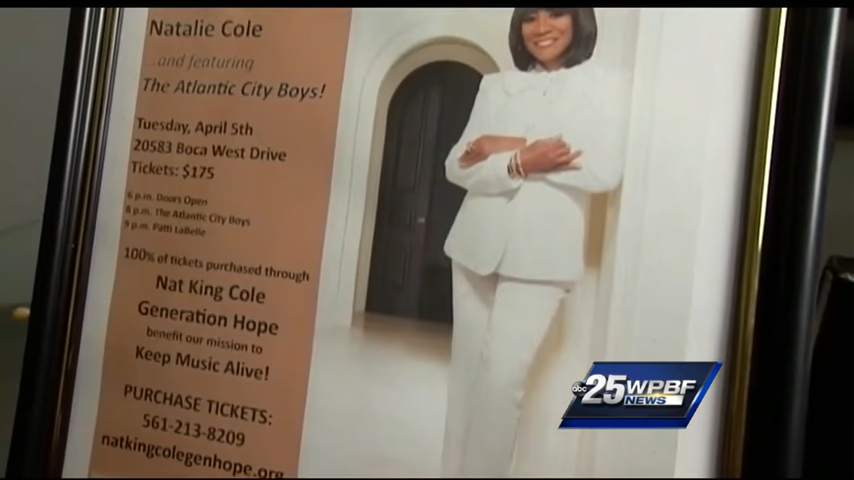 Natalie Cole
...and featuring
The Atlantic City Boys!
Tuesday, April 5th
20583 Boca West Drive
Tickets: $175
6 p.m. Doors Open
8 p.m. The Atlantic City Boys
9 p.m. Patti LaBelle
100% of tickets purchased through
Nat King Cole
Generation Hope
benefit our mission to
Keep Music Alive!
PURCHASE TICKETS:
561-213-8209
natkingcolegenhope.org
abc 25 WPBF
NEWS